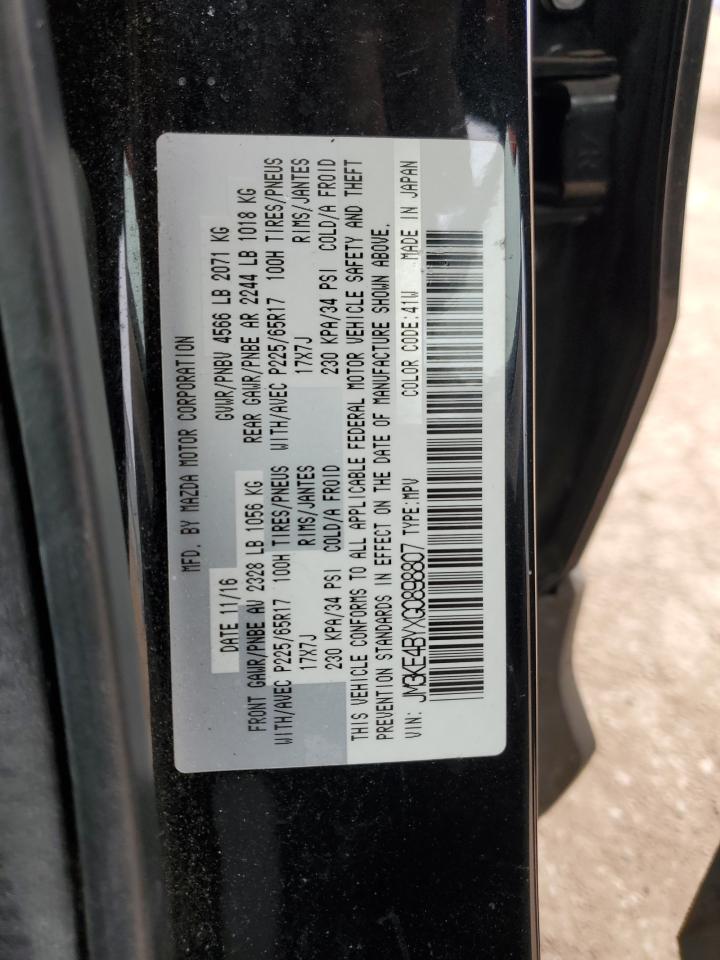 MFD. BY MAZDA MOTOR CORPORATION
DATE 11/16 GVWR/PNBV 4566 LB 2071 KG
FRONT GAWR/PNBE AV 2328 LB 1056 KG REAR GAWR/PNBE AR 2244 LB 1018 KG
WITH/AVEC P225/65R17 100H TIRES/PNEUS WITH/AVEC P225/65R17 100H TIRES/PNEUS
17X7J RIMS/JANTES 17X7J RIMS/JANTES
230 KPA/34 PSI COLD/A FROID 230 KPA/34 PSI COLD/A FROID
THIS VEHICLE CONFORMS TO ALL APPLICABLE FEDERAL MOTOR VEHICLE SAFETY AND THEFT
PREVENTION STANDARDS IN EFFECT ON THE DATE OF MANUFACTURE SHOWN ABOVE.
VIN: JM3KE4BYXG0898807 TYPE:MPV COLOR CODE:41W MADE IN JAPAN